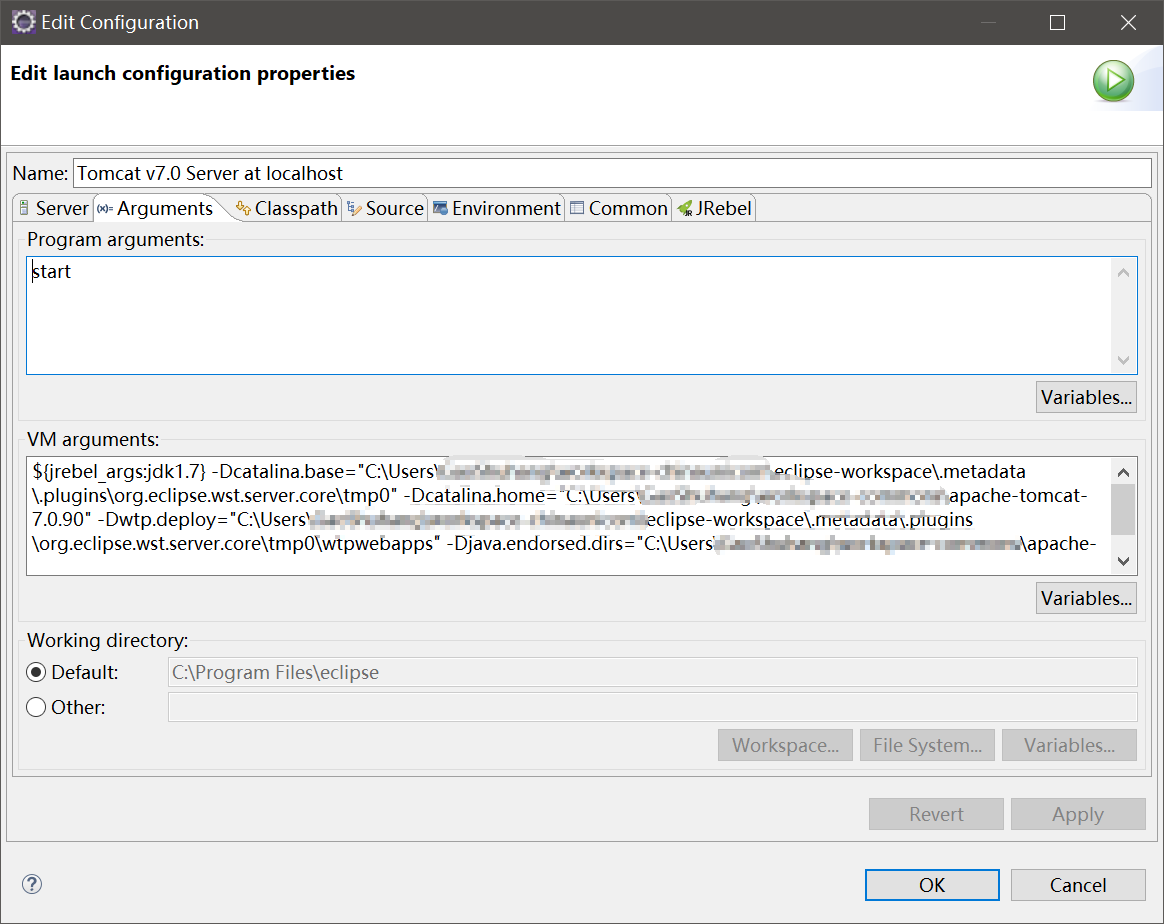 Edit Configuration
Edit launch configuration properties
Name: Tomcat v7.0 Server at localhost
Server (x)= Arguments Classpath Source Environment Common JRebel
Program arguments:
start
Variables...
VM arguments:
${jrebel_args:jdk1.7} -Dcatalina.base="C:\Users\ eclipse-workspace\.metadata
\.plugins\org.eclipse.wst.server.core\tmp0" -Dcatalina.home="C:\Users\ apache-tomcat-
7.0.90" -Dwtp.deploy="C:\Users\ eclipse-workspace\.metadata\.plugins
\org.eclipse.wst.server.core\tmp0\wtpwebapps" -Djava.endorsed.dirs="C:\Users\ \apache-
Variables...
Working directory:
Default: C:\Program Files\eclipse
Other:
Workspace... File System... Variables...
Revert Apply
? OK Cancel